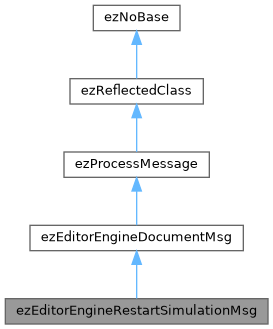 ezNoBase
ezReflectedClass
ezProcessMessage
ezEditorEngineDocumentMsg
ezEditorEngineRestartSimulationMsg